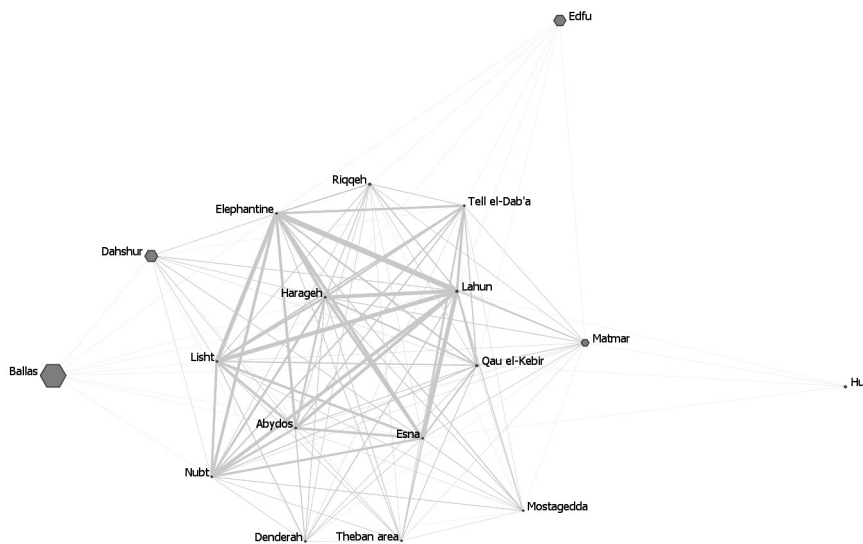 Edfu
Riqqeh
Tell el-Dab'a
Elephantine
Dahshur
Harageh
Lahun
Matmar
Lisht
Qau el-Kebir
Ballas
Hu
Abydos
Esna
Nubt
Mostagedda
Denderah
Theban area